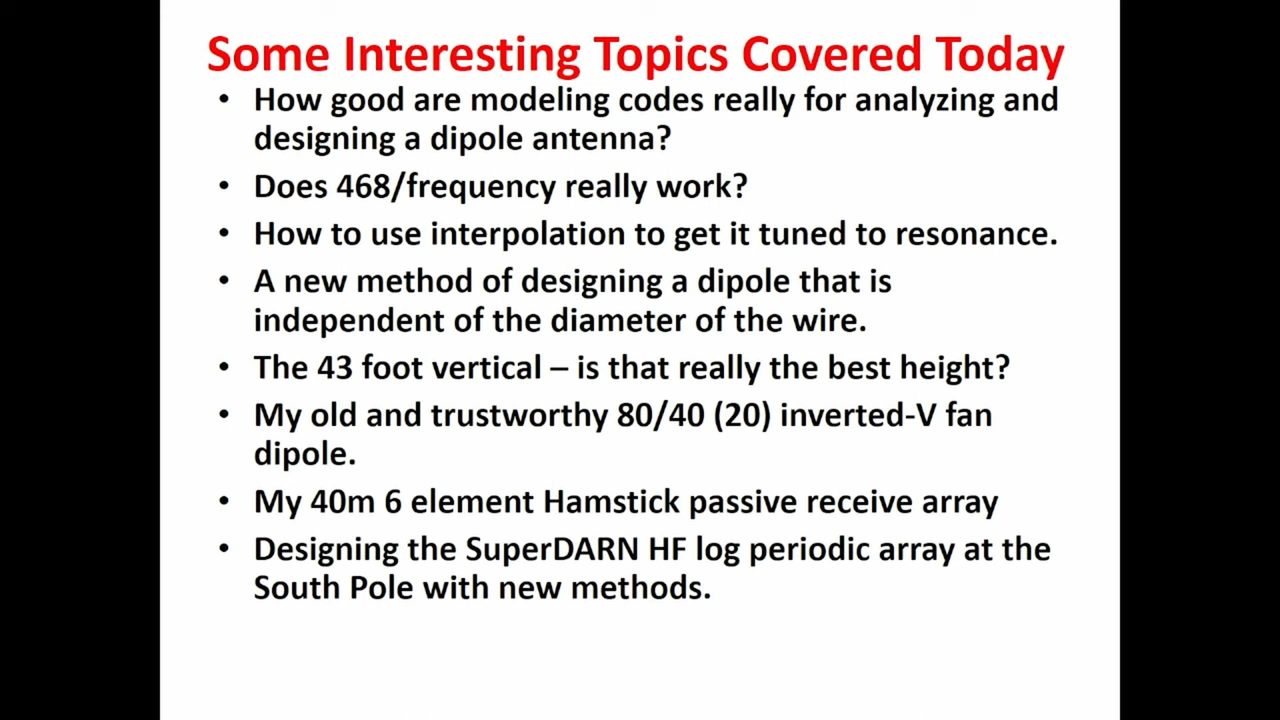 Some Interesting Topics Covered Today
• How good are modeling codes really for analyzing and
designing a dipole antenna?
• Does 468/frequency really work?
• How to use interpolation to get it tuned to resonance.
• A new method of designing a dipole that is
independent of the diameter of the wire.
• The 43 foot vertical – is that really the best height?
• My old and trustworthy 80/40 (20) inverted-V fan
dipole.
• My 40m 6 element Hamstick passive receive array
• Designing the SuperDARN HF log periodic array at the
South Pole with new methods.